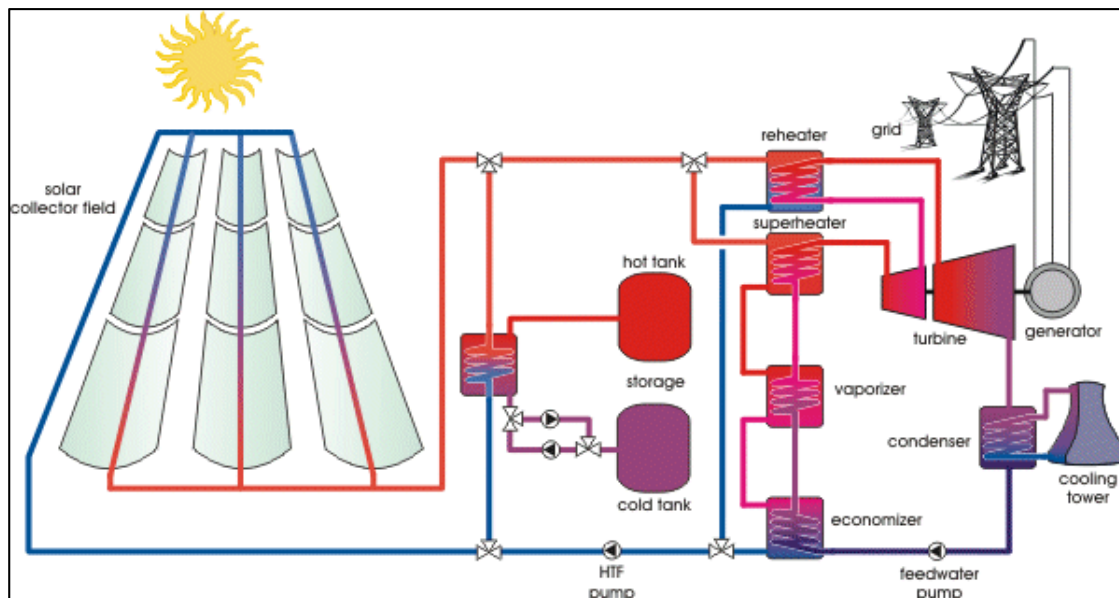 solar
collector field
reheater
grid
superheater
hot tank
storage
cold tank
vaporizer
economizer
turbine
generator
condenser
cooling
tower
HTF
pump
feedwater
pump